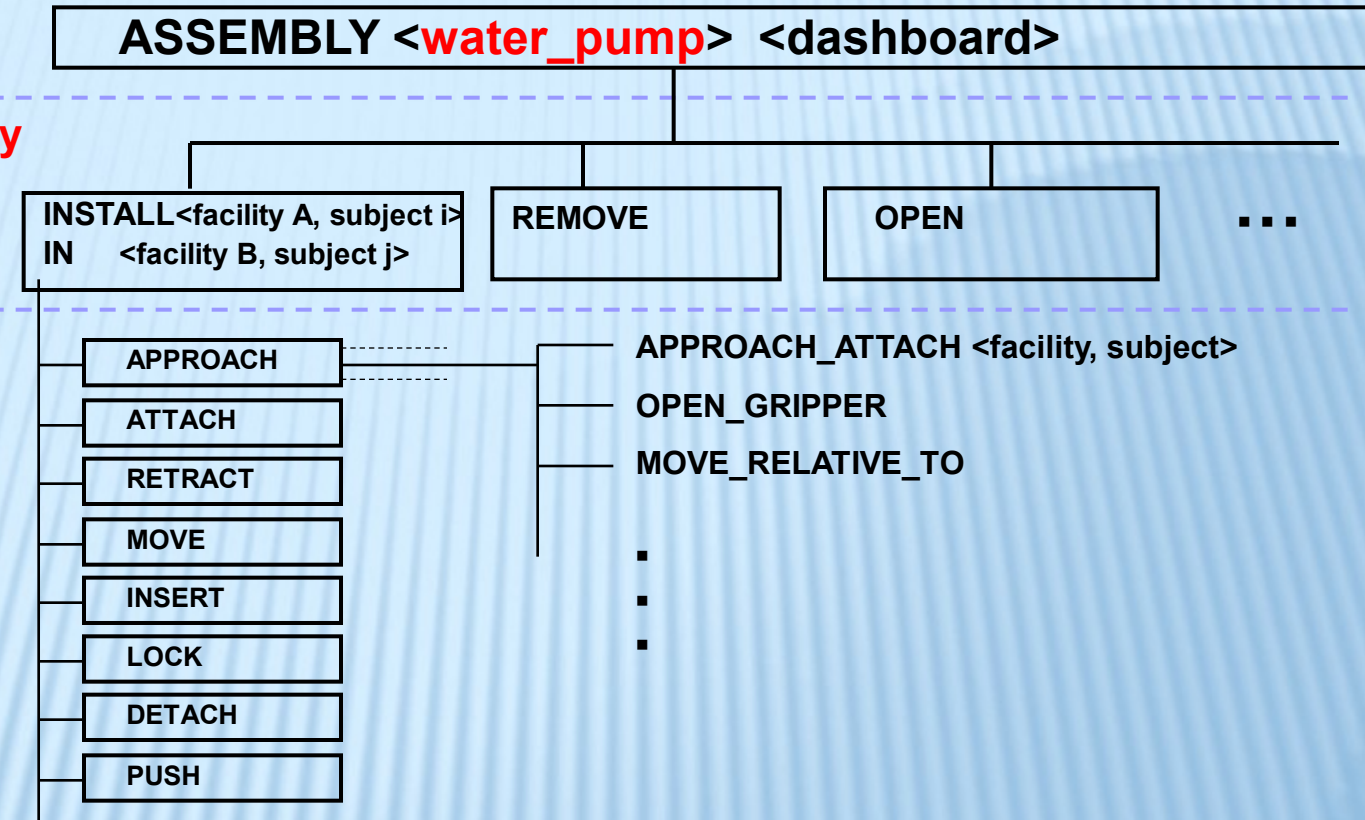 ASSEMBLY <water_pump> <dashboard>
y
INSTALL<facility A, subject i>
IN <facility B, subject j>
REMOVE
OPEN
...
APPROACH
ATTACH
RETRACT
MOVE
INSERT
LOCK
DETACH
PUSH
APPROACH_ATTACH <facility, subject>
OPEN_GRIPPER
MOVE_RELATIVE_TO
.
.
.